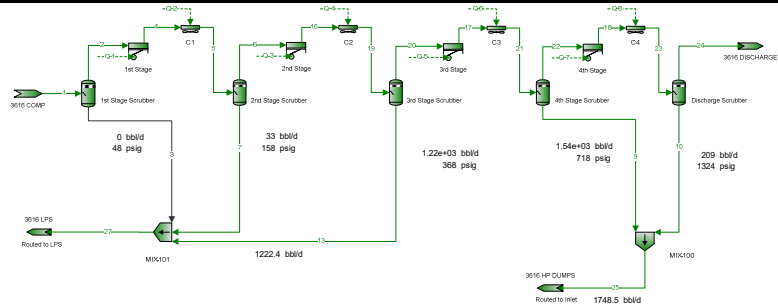 Q-2
Q-4
Q-6
Q-8
2
4
C1
5
6
16
C2
19
20
17
C3
21
22
18
C4
23
24
3616 DISCHARGE
Q-1
1st Stage
Q-3
2nd Stage
Q-5
3rd Stage
Q-7
4th Stage
3616 COMP
1
1st Stage Scrubber
2nd Stage Scrubber
3rd Stage Scrubber
4th Stage Scrubber
Discharge Scrubber
0 bbl/d
48 psig
3
33 bbl/d
158 psig
7
1.22e+03 bbl/d
368 psig
1.54e+03 bbl/d
718 psig
9
209 bbl/d
1324 psig
10
3616 LPS
27
Routed to LPS
MIX-101
13
1222.4 bbl/d
MIX-100
3616 HP DUMPS
25
Routed to Inlet
1748.5 bbl/d